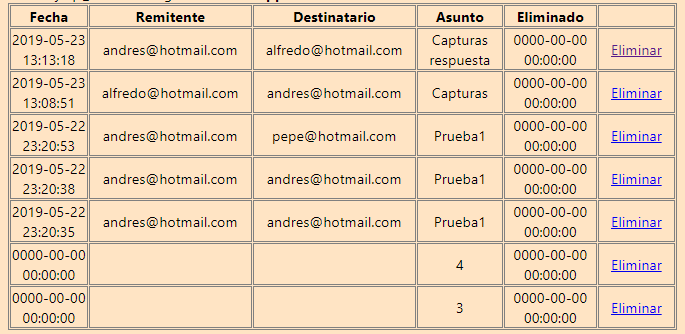 Fecha Remitente Destinatario Asunto Eliminado
2019-05-23 13:13:18 andres@hotmail.com alfredo@hotmail.com Capturas respuesta 0000-00-00 00:00:00 Eliminar
2019-05-23 13:08:51 alfredo@hotmail.com andres@hotmail.com Capturas 0000-00-00 00:00:00 Eliminar
2019-05-22 23:20:53 andres@hotmail.com pepe@hotmail.com Prueba1 0000-00-00 00:00:00 Eliminar
2019-05-22 23:20:38 andres@hotmail.com andres@hotmail.com Prueba1 0000-00-00 00:00:00 Eliminar
2019-05-22 23:20:35 andres@hotmail.com andres@hotmail.com Prueba1 0000-00-00 00:00:00 Eliminar
0000-00-00 00:00:00 4 0000-00-00 00:00:00 Eliminar
0000-00-00 00:00:00 3 0000-00-00 00:00:00 Eliminar